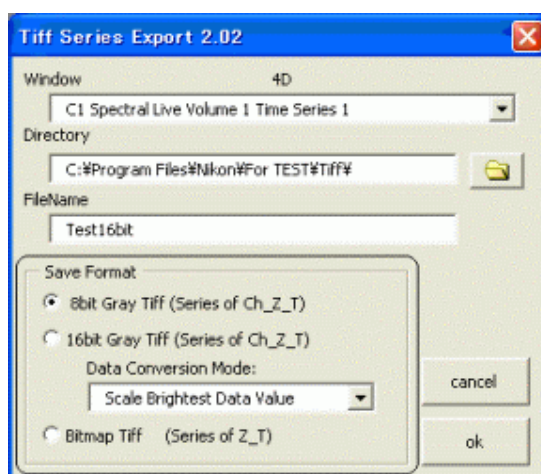 Tiff Series Export 2.02
Window 4D
C1 Spectral Live Volume 1 Time Series 1
Directory
C:¥Program Files¥Nikon¥For TEST¥Tiff¥
FileName
Test16bit
Save Format
8bit Gray Tiff (Series of Ch_Z_T)
16bit Gray Tiff (Series of Ch_Z_T)
Data Conversion Mode:
Scale Brightest Data Value
cancel
Bitmap Tiff (Series of Z_T)
ok